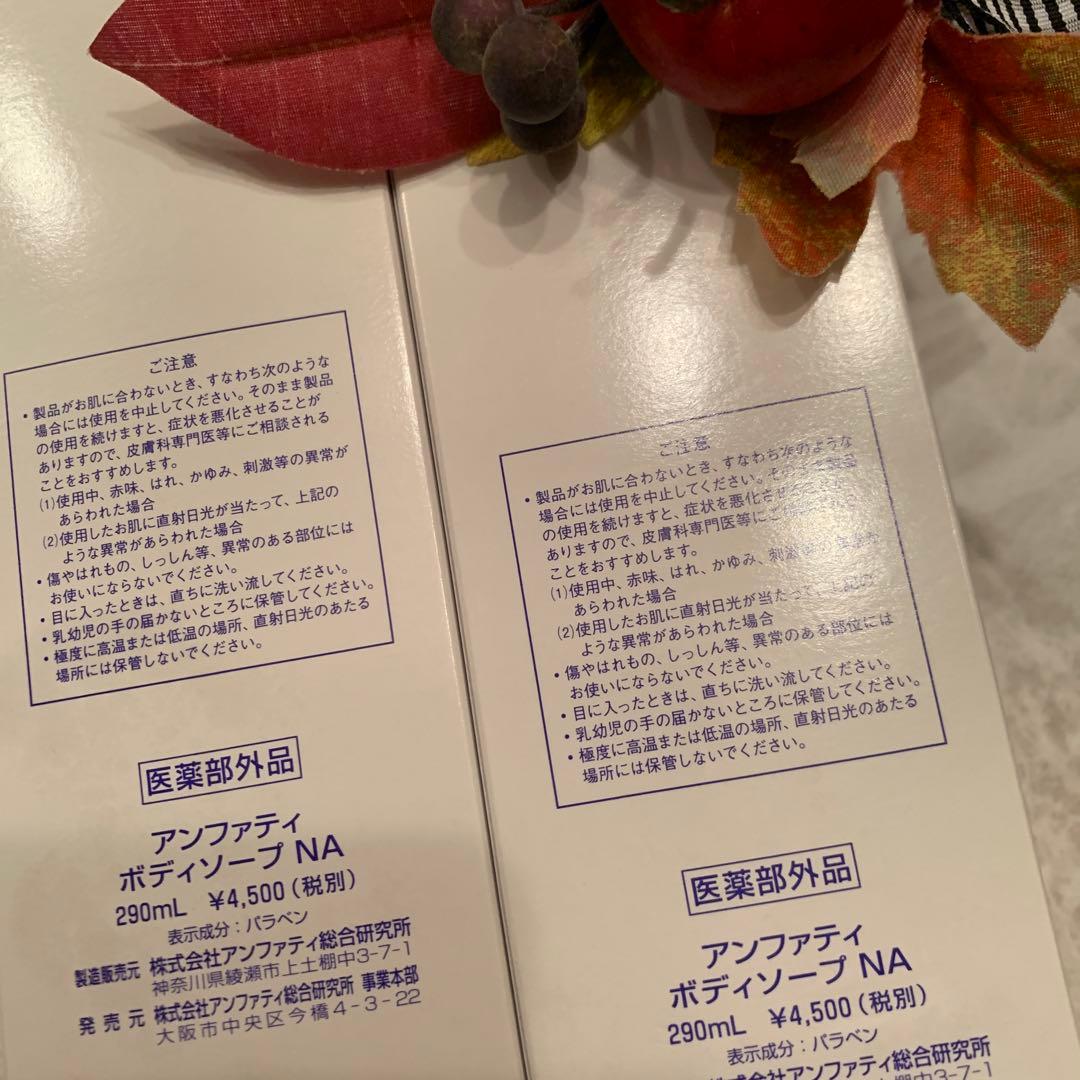 ご注意
・製品がお肌に合わないとき、すなわち次のような
場合には使用を中止してください。そのまま製品
の使用を続けますと、症状を悪化させることが
ありますので、皮膚科専門医等にご相談される
ことをおすすめします。
(1)使用中、赤味、はれ、かゆみ、刺激等の異常が
あらわれた場合
(2)使用したお肌に直射日光が当たって、上記の
ような異常があらわれた場合
・傷やはれもの、しっしん等、異常のある部位には
お使いにならないでください。
・目に入ったときは、直ちに洗い流してください。
・乳幼児の手の届かないところに保管してください。
・極度に高温または低温の場所、直射日光のあたる
場所には保管しないでください。
医薬部外品
アンファティ
ボディソープ NA
290mL ¥4,500(税別)
表示成分:パラベン
製造販売元 株式会社アンファティ総合研究所
神奈川県綾瀬市上土棚中3-7-1
発売元 株式会社アンファティ総合研究所 事業本部
大阪市中央区今橋4-3-22
ご注意
・製品がお肌に合わないとき、すなわち次のような
場合には使用を中止してください。そのまま製品
の使用を続けますと、症状を悪化させることが
ありますので、皮膚科専門医等にご相談される
ことをおすすめします。
(1)使用中、赤味、はれ、かゆみ、刺激等の異常が
あらわれた場合
(2)使用したお肌に直射日光が当たって、上記の
ような異常があらわれた場合
・傷やはれもの、しっしん等、異常のある部位には
お使いにならないでください。
・目に入ったときは、直ちに洗い流してください。
・乳幼児の手の届かないところに保管してください。
・極度に高温または低温の場所、直射日光のあたる
場所には保管しないでください。
医薬部外品
アンファティ
ボディソープ NA
290mL ¥4,500(税別)
表示成分:パラベン
株式会社アンファティ総合研究所
棚中3-7-1